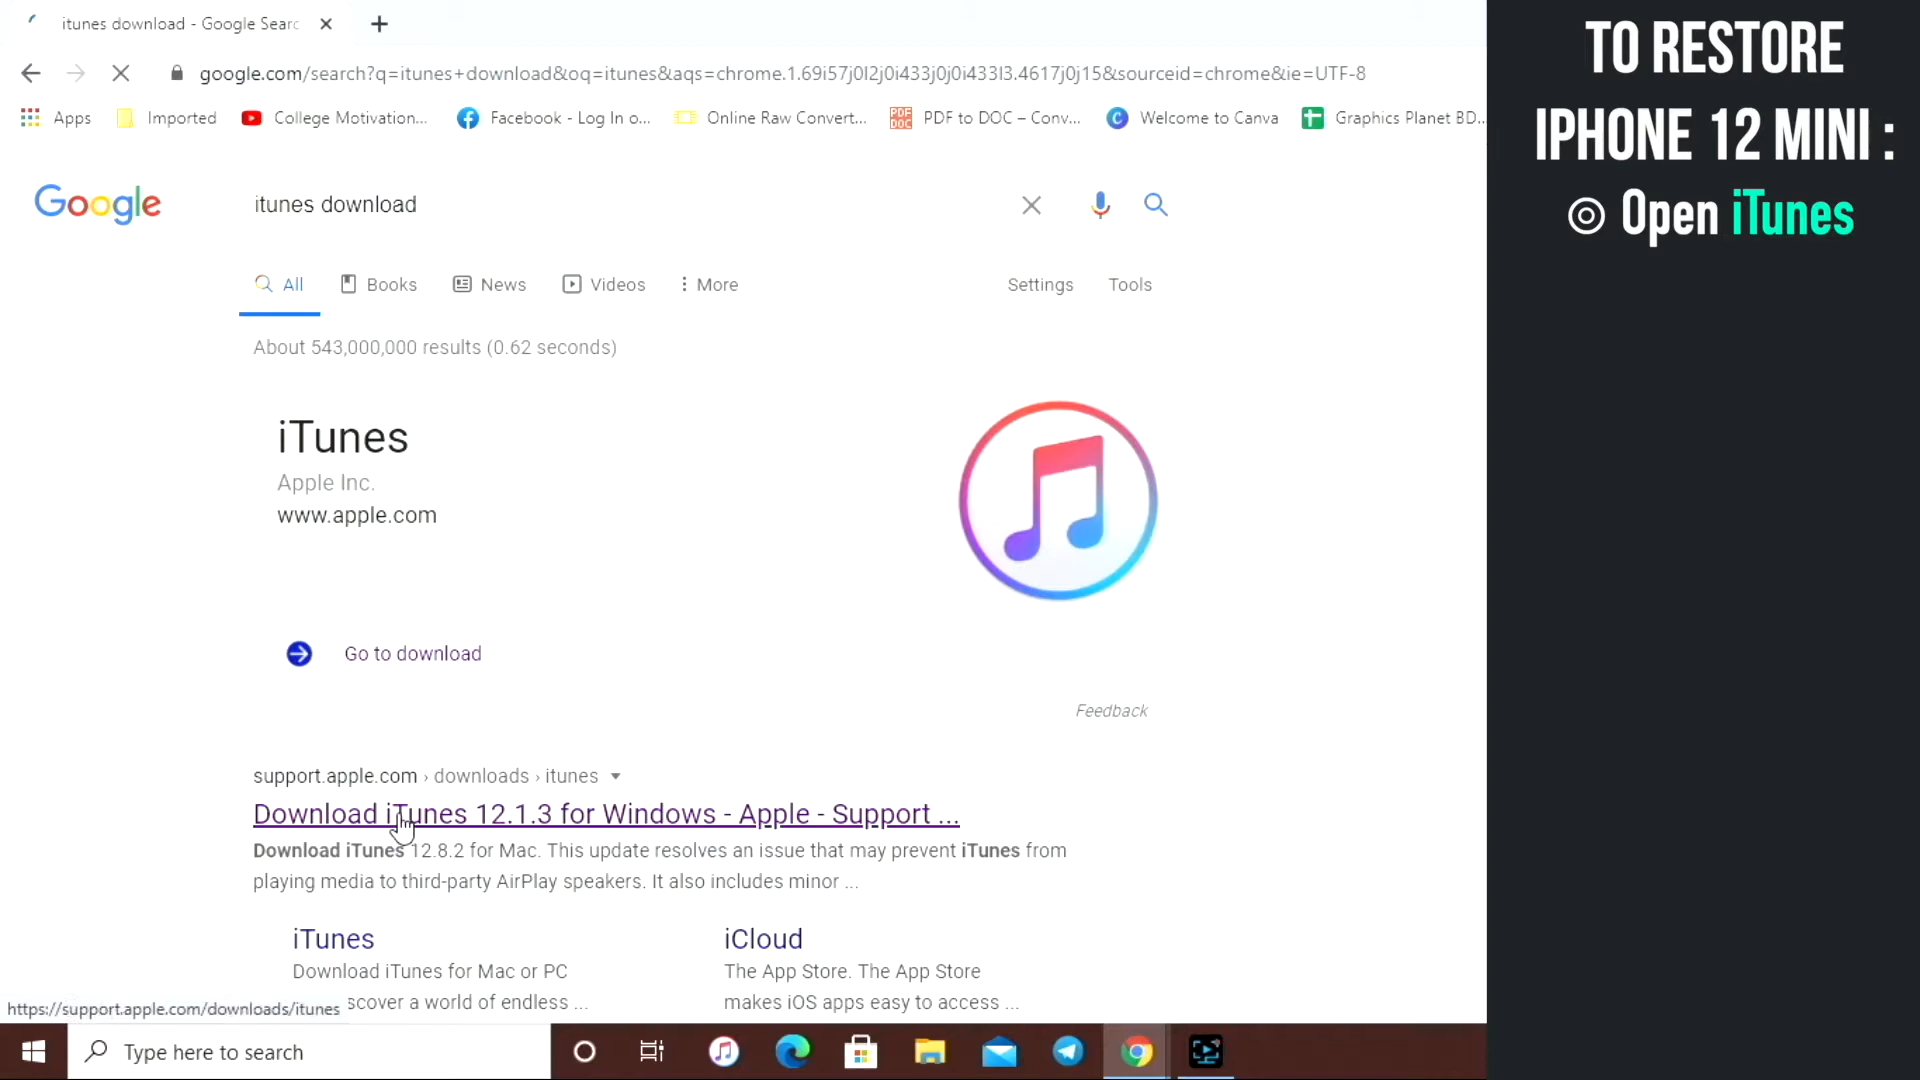 itunes download - Google Searc
google.com/search?q=itunes+download&oq=itunes&aqs=chrome.1.69i57j0l2j0i433j0j0i433l3.4617j0j15&sourceid=chrome&ie=UTF-8
Apps Imported College Motivation... Facebook - Log In o... Online Raw Convert... PDF to DOC – Conv... Welcome to Canva Graphics Planet BD...
TO RESTORE
IPHONE 12 MINI :
◎ Open iTunes
Google itunes download
All Books News Videos More Settings Tools
About 543,000,000 results (0.62 seconds)
iTunes
Apple Inc.
www.apple.com
Go to download
Feedback
support.apple.com › downloads › itunes
Download iTunes 12.1.3 for Windows - Apple - Support ...
Download iTunes 12.8.2 for Mac. This update resolves an issue that may prevent iTunes from
playing media to third-party AirPlay speakers. It also includes minor ...
iTunes
Download iTunes for Mac or PC
scover a world of endless ...
iCloud
The App Store. The App Store
makes iOS apps easy to access ...
https://support.apple.com/downloads/itunes
Type here to search